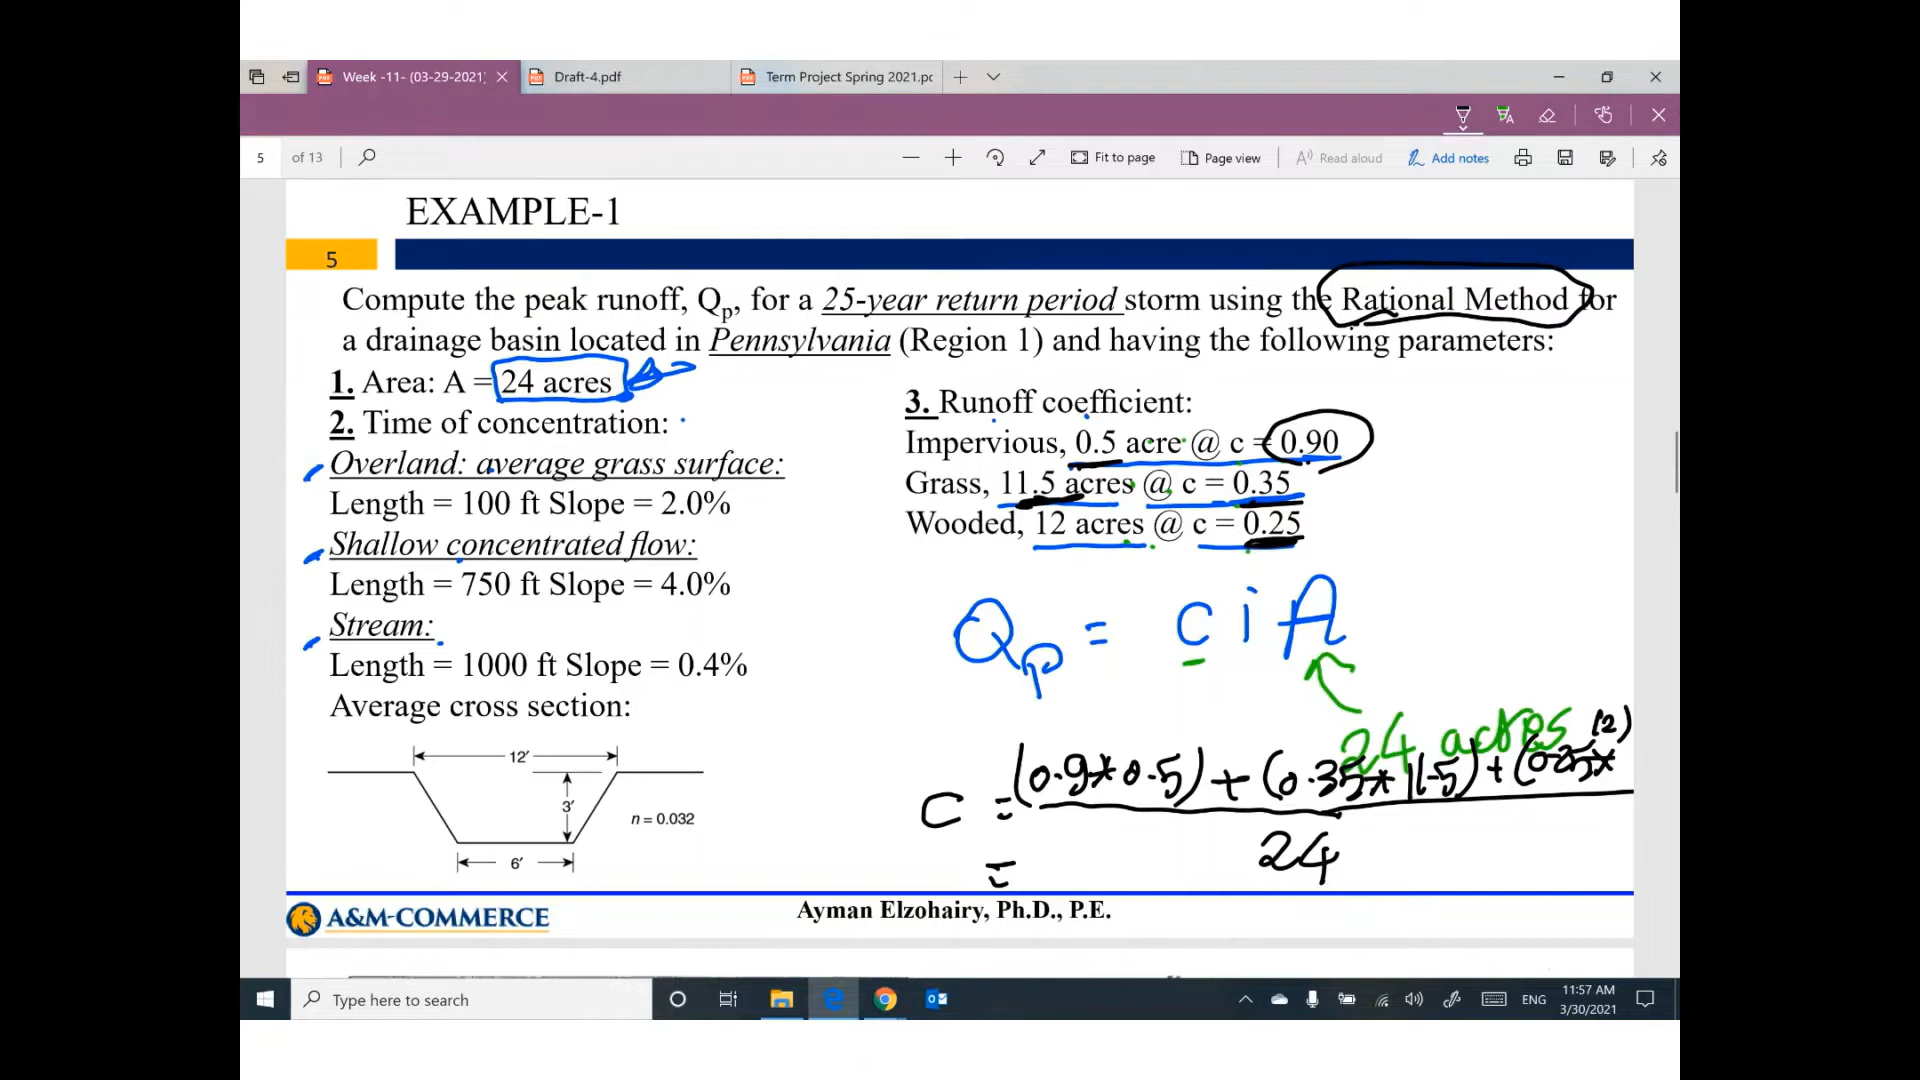 Week -11- (03-29-2021)
Draft-4.pdf
Term Project Spring 2021.pc
5 of 13
Fit to page
Page view
Read aloud
Add notes
EXAMPLE-1
5
Compute the peak runoff, Qp, for a 25-year return period storm using the Rational Method for
a drainage basin located in Pennsylvania (Region 1) and having the following parameters:
1. Area: A = 24 acres
2. Time of concentration:
Overland: average grass surface:
Length = 100 ft Slope = 2.0%
Shallow concentrated flow:
Length = 750 ft Slope = 4.0%
Stream:
Length = 1000 ft Slope = 0.4%
Average cross section:
12'
3'
n = 0.032
6'
3. Runoff coefficient:
Impervious, 0.5 acre @ c = 0.90
Grass, 11.5 acres @ c = 0.35
Wooded, 12 acres @ c = 0.25
Qp = c i A
24 acres
C = (0.9*0.5) + (0.35*11.5) + (0.25*12)
24
=
A&M-COMMERCE
Ayman Elzohairy, Ph.D., P.E.
Type here to search
ENG
11:57 AM
3/30/2021